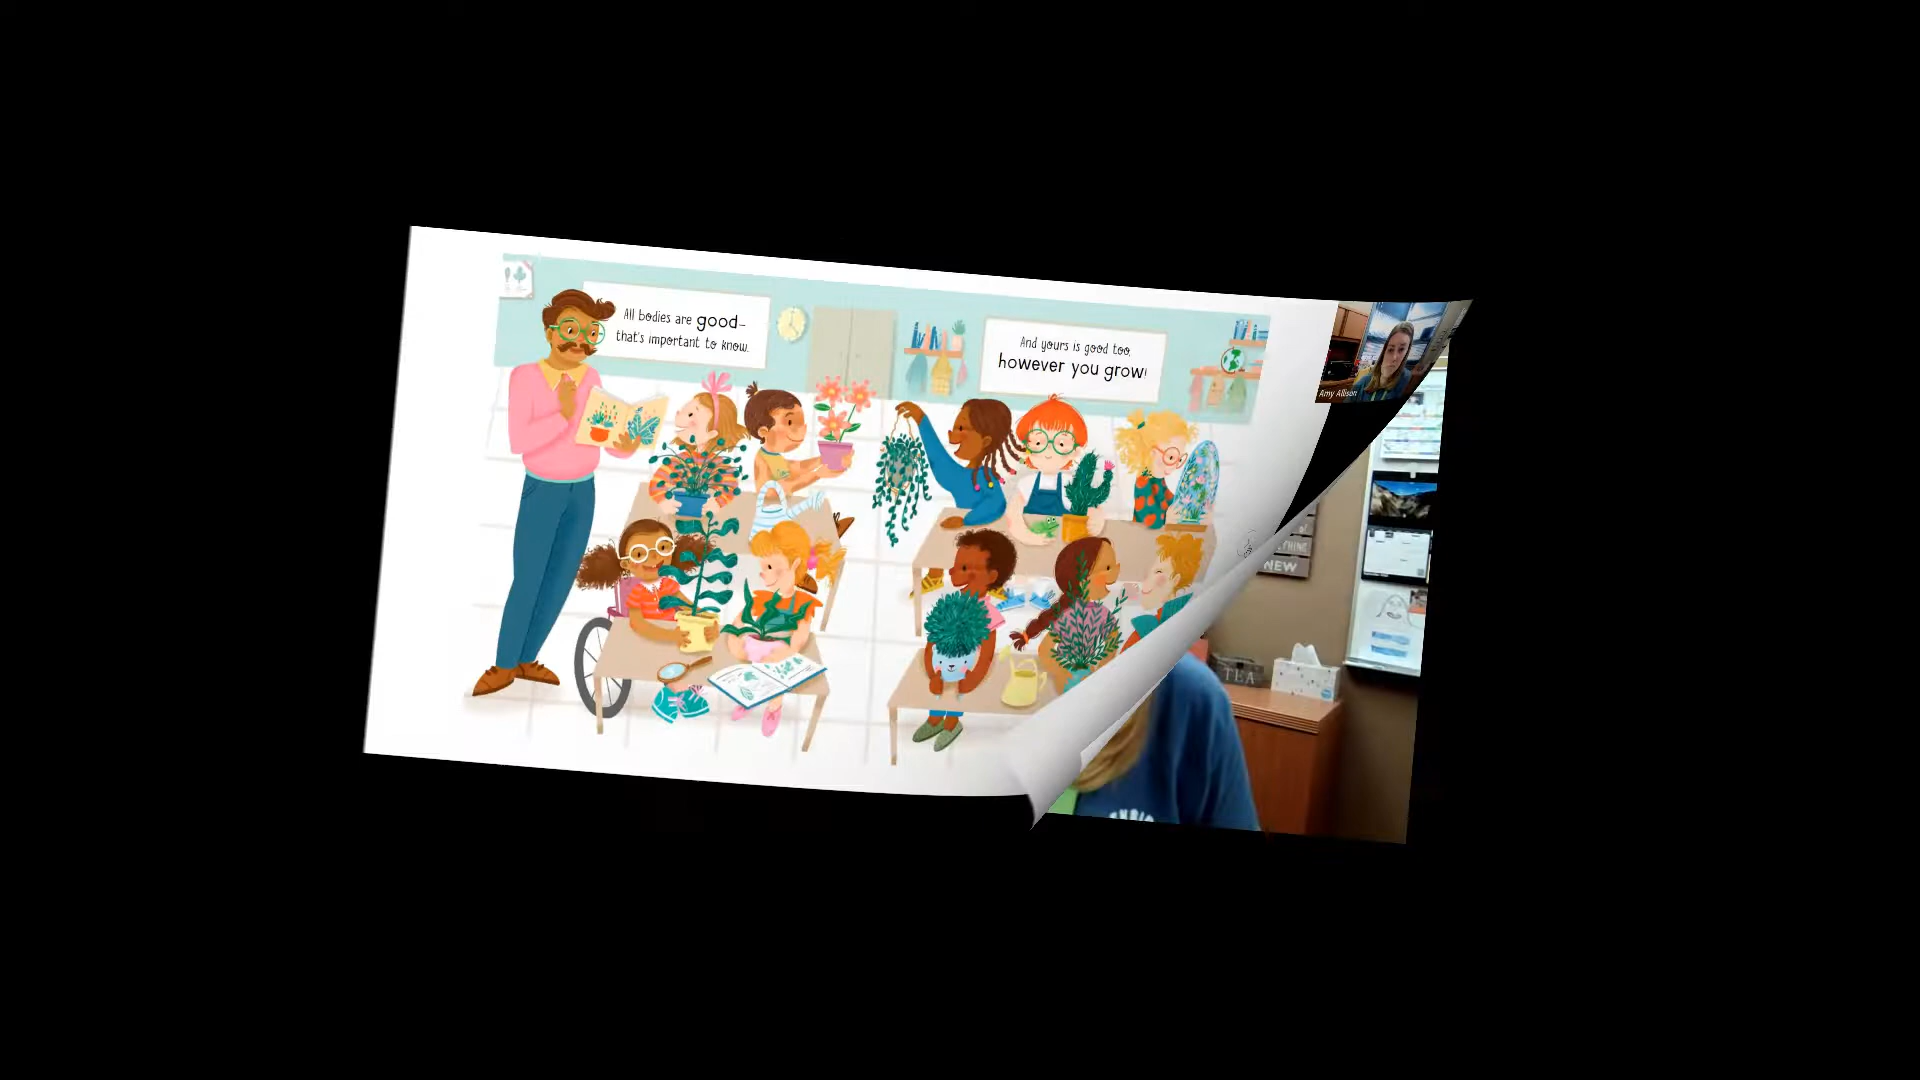 All bodies are good–
that's important to know.
And yours is good too,
however you grow!
Amy Allison
NEW
TEA